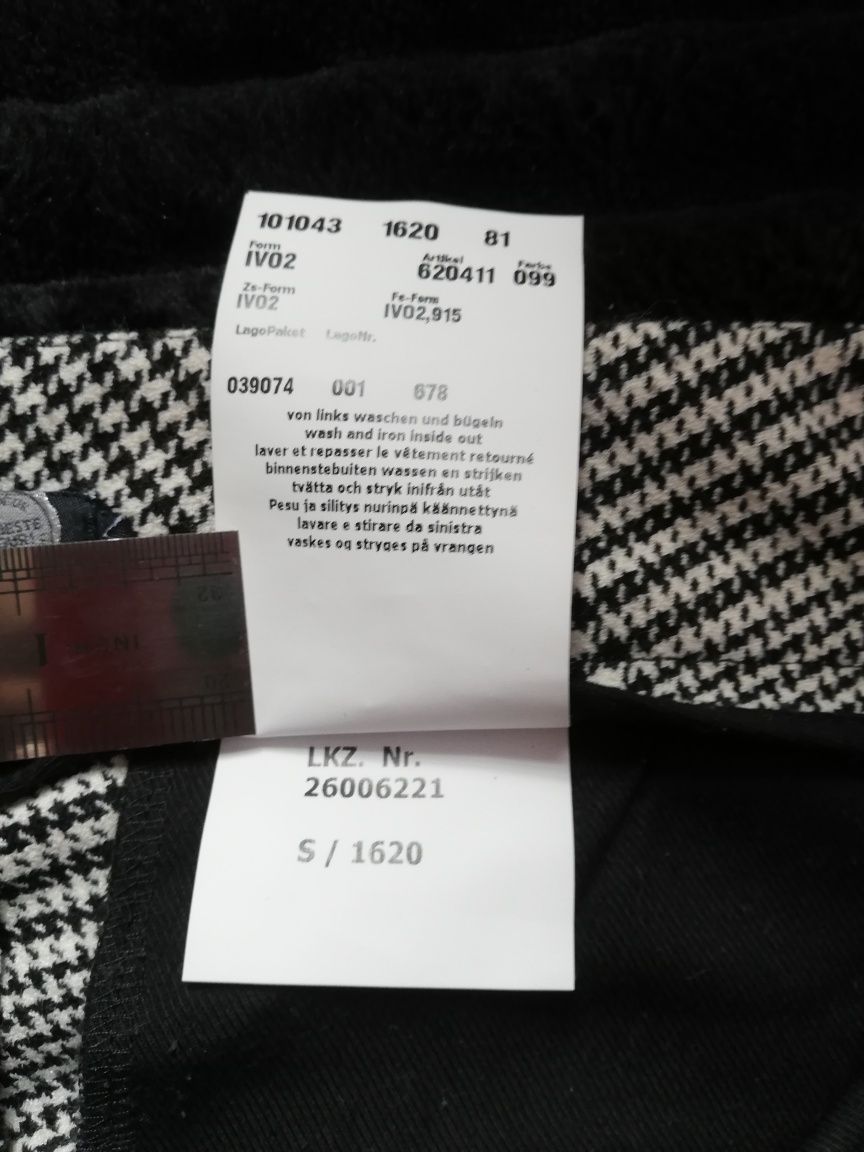 101043 1620 81
Form Artikel Farbe
IV02 620411 099
Zs-Form Fe-Form
IV02 IV02,915
LagoPaket LagoNr.
039074 001 678
von links waschen und bügeln
wash and iron inside out
laver et repasser le vêtement retourné
binnenstebuiten wassen en strijken
tvätta och stryk inifrån utåt
Pesu ja silitys nurinpä käännettynä
lavare e stirare da sinistra
vaskes og stryges på vrangen
BESTE
20
LKZ. Nr.
26006221
S / 1620